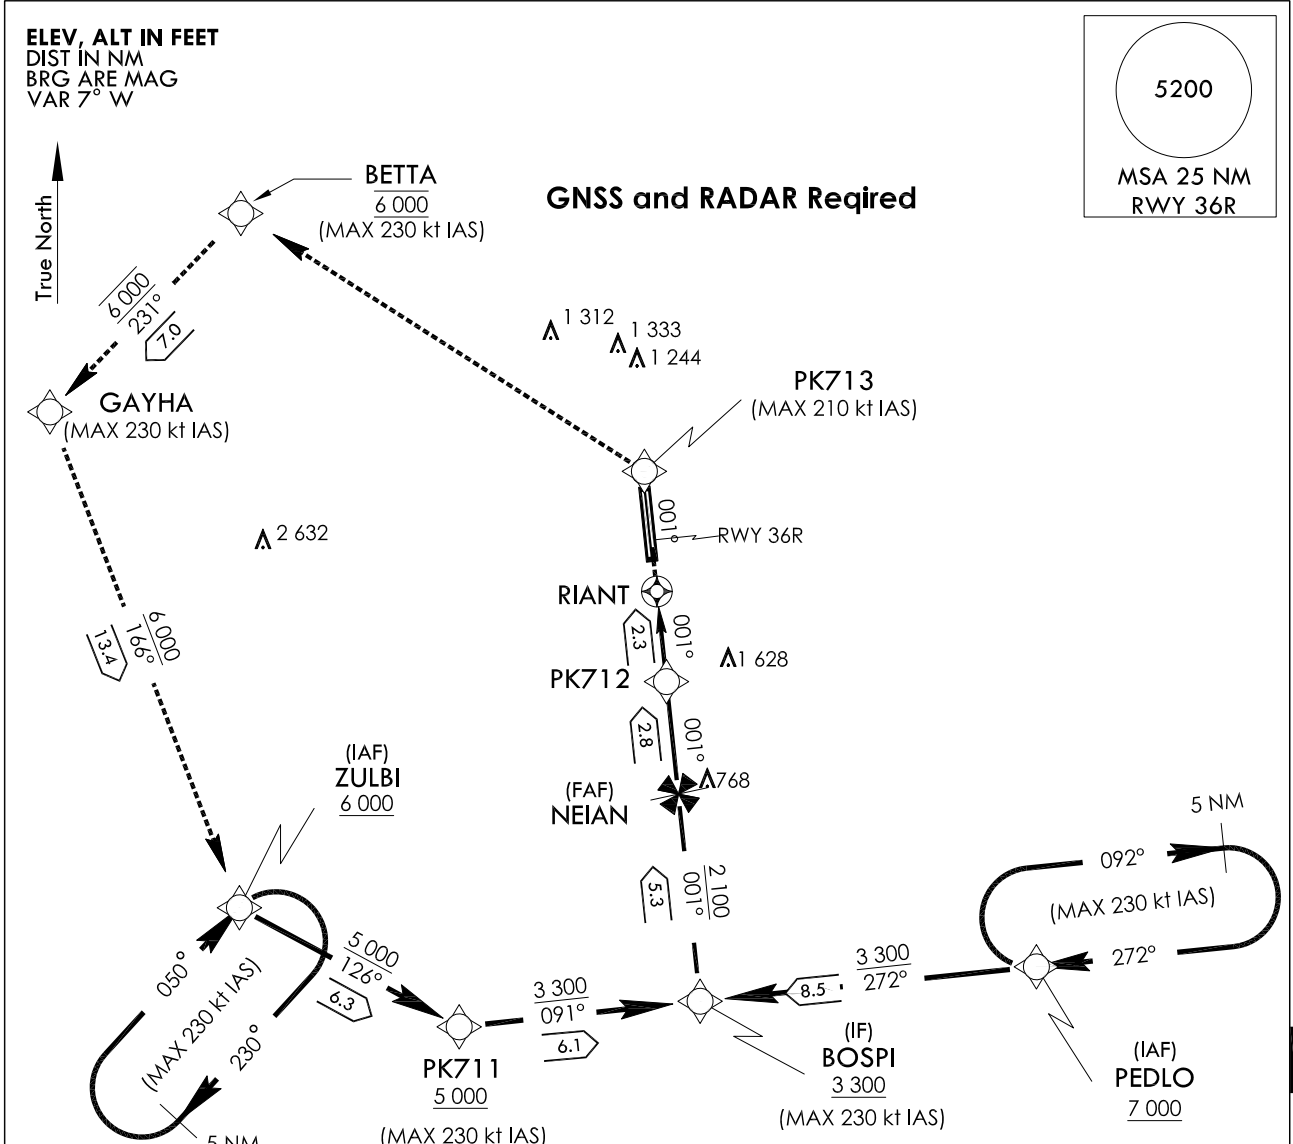 ELEV, ALT IN FEET
DIST IN NM
BRG ARE MAG
VAR 7° W
True North
BETTA
6 000
(MAX 230 kt IAS)
GNSS and RADAR Reqired
5200
MSA 25 NM
RWY 36R
6 000
231°
7.0
1 312
1 333
1 244
GAYHA
(MAX 230 kt IAS)
PK713
(MAX 210 kt IAS)
2 632
001°
RWY 36R
RIANT
2.3
001°
6 000
166°
13.4
PK712
1 628
2.8
001°
(IAF)
ZULBI
6 000
(FAF)
NEIAN
768
5 NM
092°
(MAX 230 kt IAS)
272°
5.3
2 100
001°
050°
(MAX 230 kt IAS)
230°
5 NM
5 000
126°
6.3
3 300
091°
6.1
3 300
272°
8.5
PK711
5 000
(MAX 230 kt IAS)
(IF)
BOSPI
3 300
(MAX 230 kt IAS)
(IAF)
PEDLO
7 000